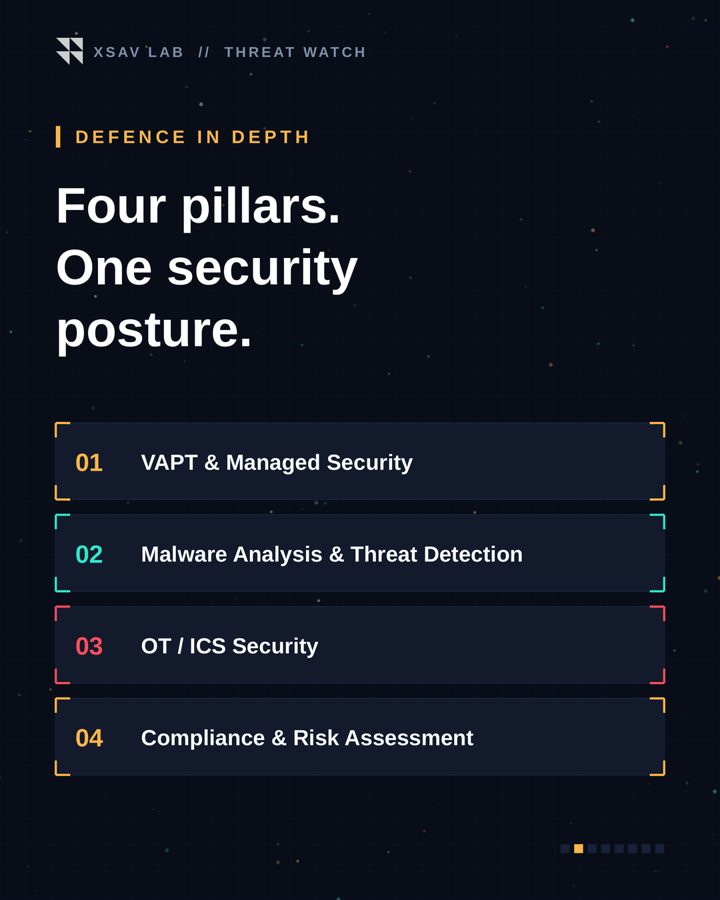 XSAV LAB // THREAT WATCH
DEFENCE IN DEPTH
Four pillars.
One security
posture.
01 VAPT & Managed Security
02 Malware Analysis & Threat Detection
03 OT / ICS Security
04 Compliance & Risk Assessment